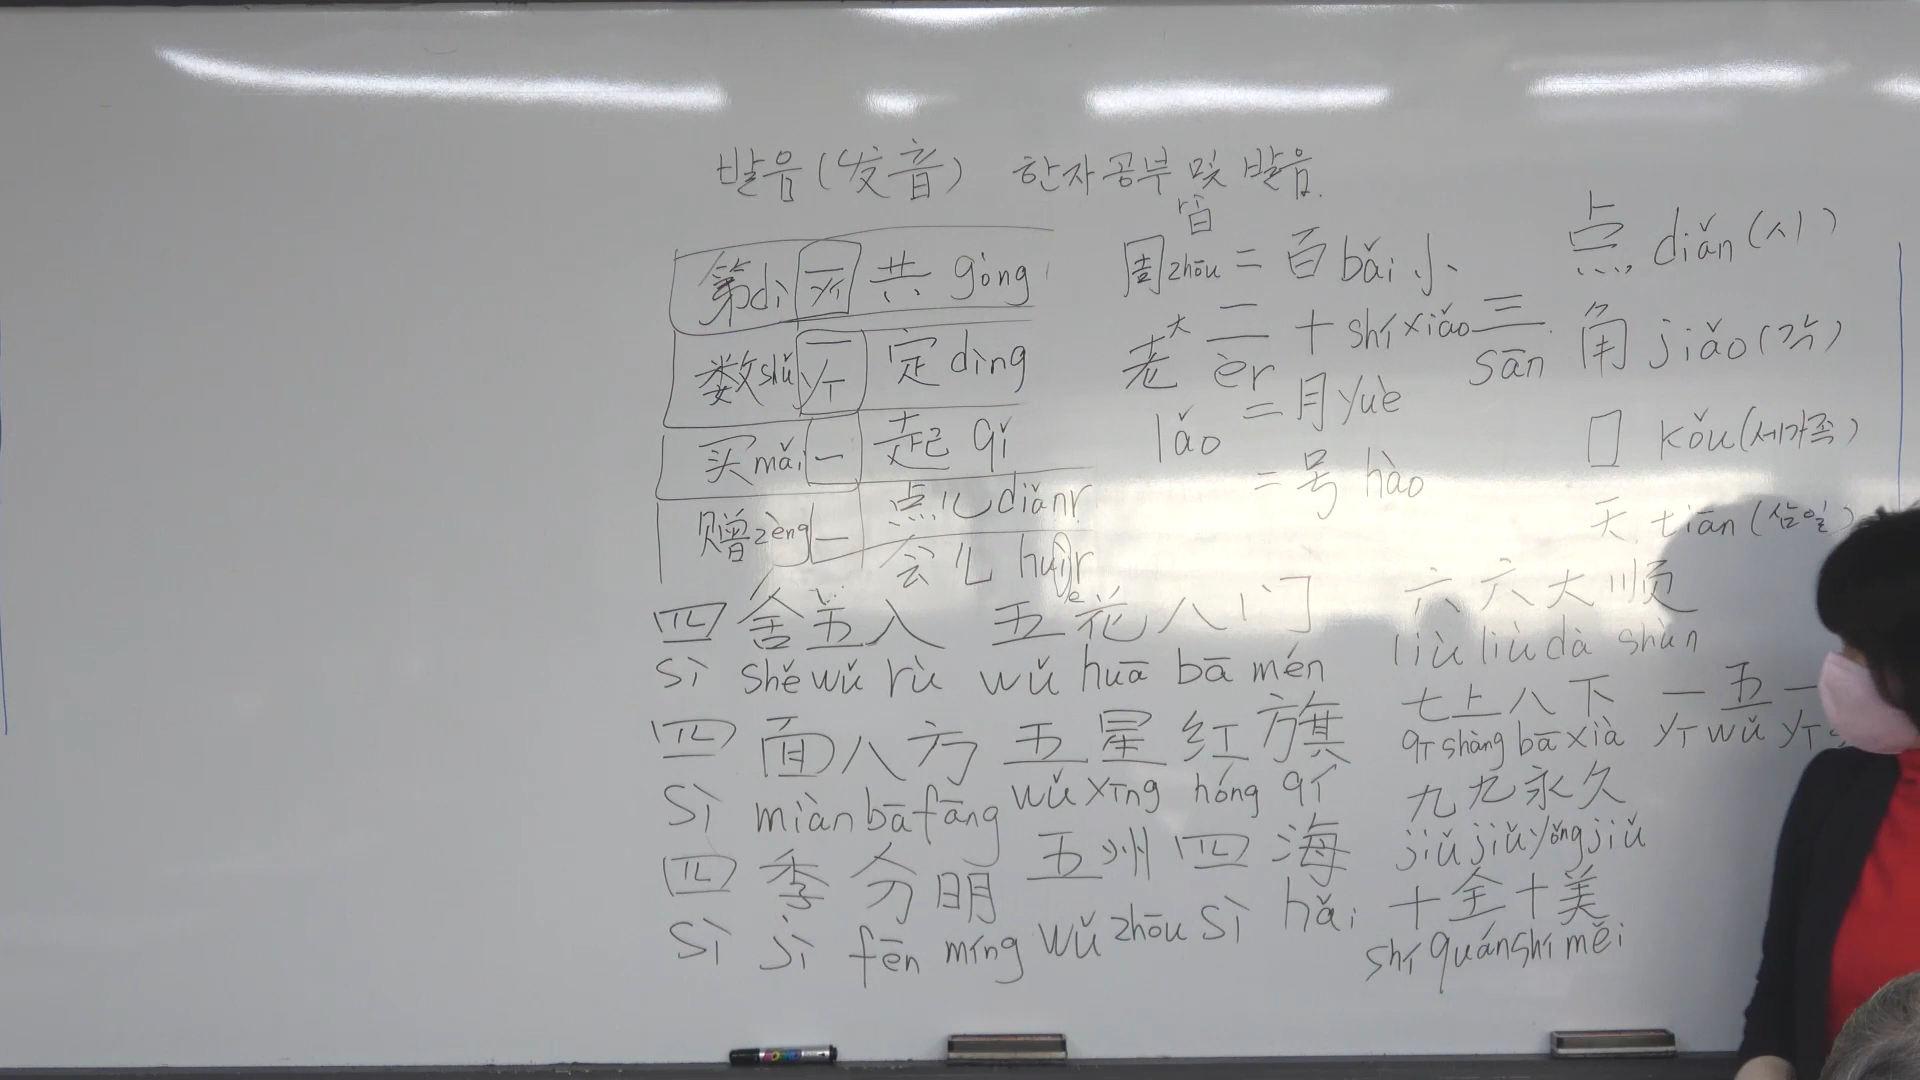 발음(发音) 한자공부 및 발음.
日
第dì 一yī 共 gòng
数shǔ 一yī 定 dìng
买mǎi 一 起 qǐ
赠zèng 一 点儿 diǎnr
会儿 huìr
e
周zhōu 二 百 bǎi 小
老 大 二 十 shí xiǎo 三
lǎo èr sān
二 月 yuè
二 号 hào
点 diǎn (시)
角 jiǎo (각)
口 kǒu (세가족)
天 tiān (삼일)
四 舍 五 入 五 花 八 门
sì shě wǔ rù wǔ huā bā mén
四 面 八 方 五 星 红 旗
sì miàn bā fāng wǔ xīng hóng qí
四 季 分 明 五 州 四 海
sì jì fēn míng wǔ zhōu sì hǎi
六 六 大 顺
liù liù dà shùn
七 上 八 下 一 五 一
qī shàng bā xià yī wǔ yī
九 九 永 久
jiǔ jiǔ yǒng jiǔ
十 全 十 美
shí quán shí měi